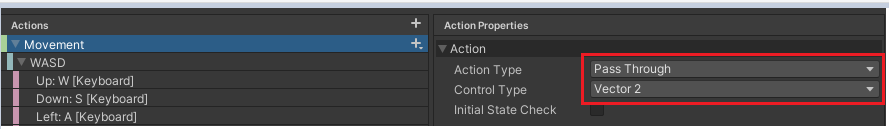 Actions
Movement
WASD
Up: W [Keyboard]
Down: S [Keyboard]
Left: A [Keyboard]
Action Properties
Action
Action Type Pass Through
Control Type Vector 2
Initial State Check